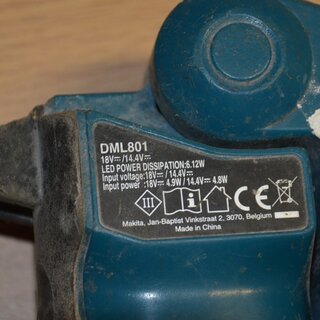 DML801
18V⎓/14.4V⎓
LED POWER DISSIPATION:6.12W
Input voltage:18V⎓ / 14.4V⎓
Input power :18V⎓ 4.9W / 14.4V⎓ 4.8W
III i CE
Makita, Jan-Baptist Vinkstraat 2, 3070, Belgium
Made in China